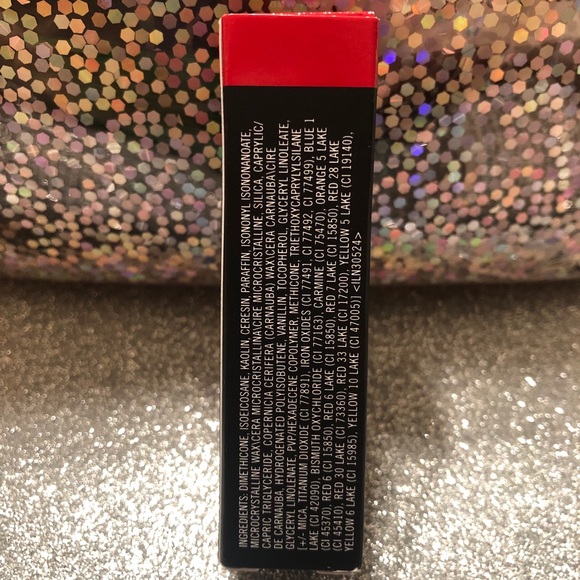 INGREDIENTS: DIMETHICONE, ISOEICOSANE, KAOLIN, CERESIN, PARAFFIN, ISONONYL ISONONANOATE,
MICROCRYSTALLINE WAX\CERA MICROCRISTALLINA\CIRE MICROCRISTALLINE, SILICA, CAPRYLIC/
CAPRIC TRIGLYCERIDE, COPERNICIA CERIFERA (CARNAUBA) WAX\CERA CARNAUBA\CIRE
DE CARNAUBA, HYDROGENATED POLYISOBUTENE, VANILLIN, TOCOPHEROL, GLYCERYL LINOLEATE,
GLYCERYL LINOLENATE, PVP/HEXADECENE COPOLYMER, METHICONE, TRIETHOXYCAPRYLYLSILANE
[+/- MICA, TITANIUM DIOXIDE (CI 77891), IRON OXIDES (CI 77491, CI 77492, CI 77499), BLUE 1
LAKE (CI 42090), BISMUTH OXYCHLORIDE (CI 77163), CARMINE (CI 75470), ORANGE 5 LAKE
(CI 45370), RED 6 (CI 15850), RED 6 LAKE (CI 15850), RED 7 LAKE (CI 15850), RED 28 LAKE
(CI 45410), RED 30 LAKE (CI 73360), RED 33 LAKE (CI 17200), YELLOW 5 LAKE (CI 19140),
YELLOW 6 LAKE (CI 15985), YELLOW 10 LAKE (CI 47005)] <ILN30524>